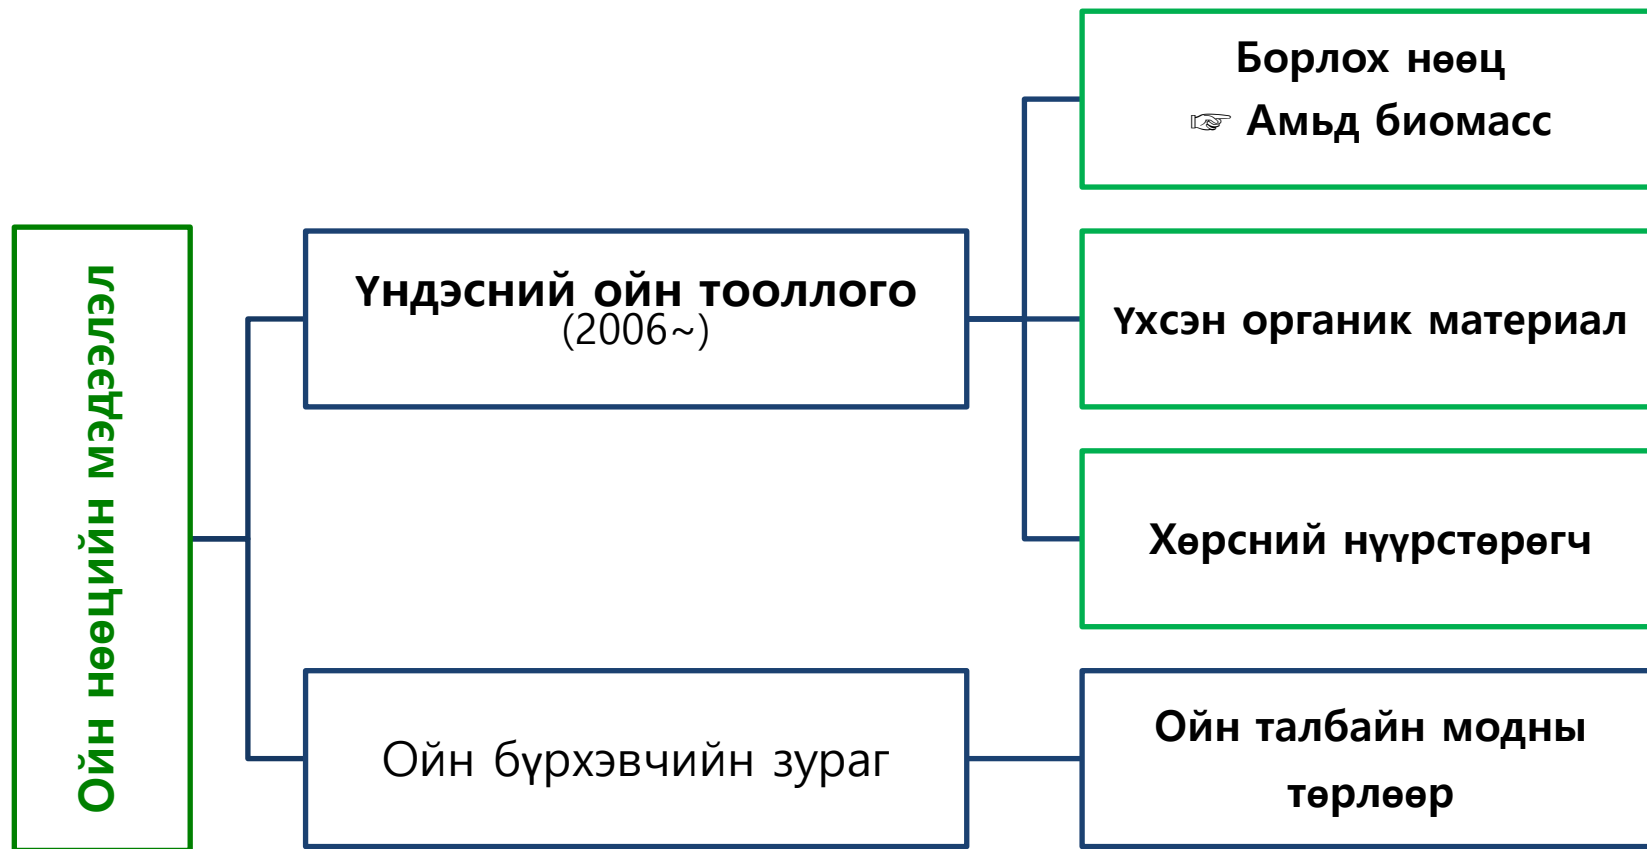 Ойн нөөцийн мэдээлэл
Үндэсний ойн тооллого
(2006~)
Борлох нөөц
☞ Амьд биомасс
Үхсэн органик материал
Хөрсний нүүрстөрөгч
Ойн бүрхэвчийн зураг
Ойн талбайн модны
төрлөөр